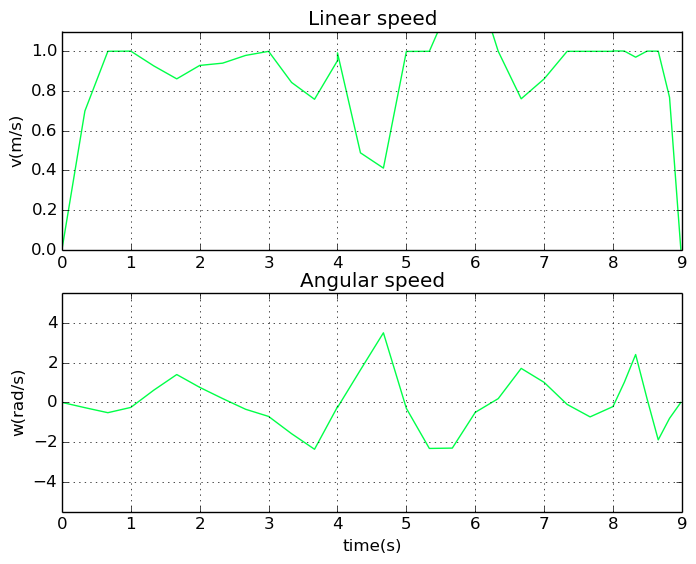 Linear speed
1.0
0.8
0.6
0.4
0.2
0.0
v(m/s)
0 1 2 3 4 5 6 7 8 9
Angular speed
4
2
0
−2
−4
w(rad/s)
0 1 2 3 4 5 6 7 8 9
time(s)